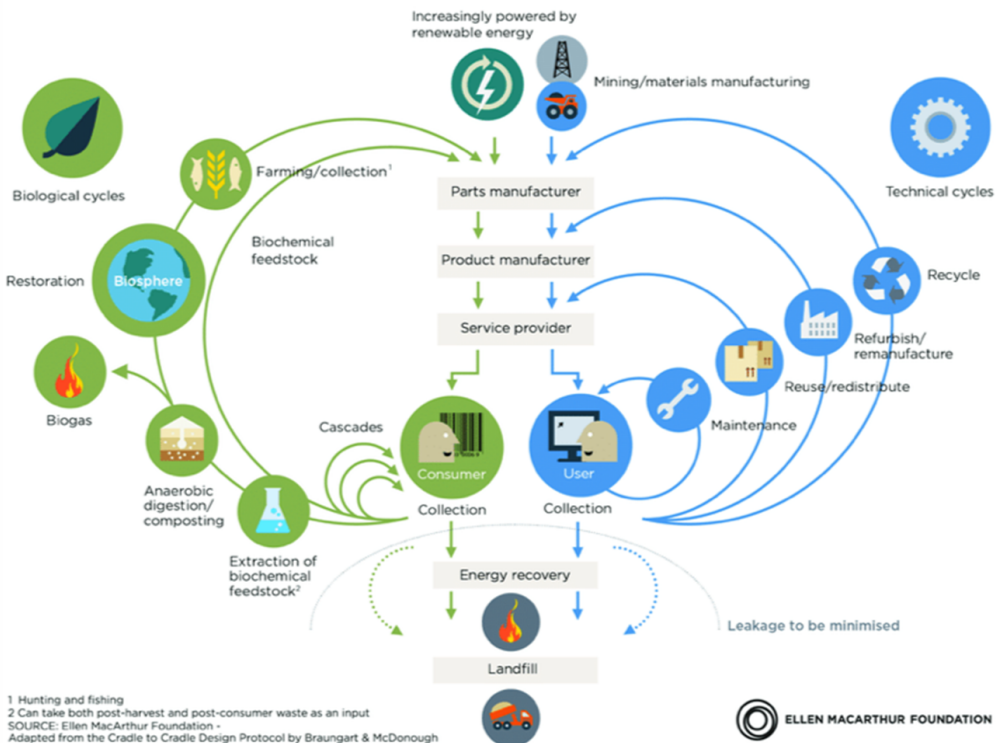 Increasingly powered by
renewable energy
Mining/materials manufacturing
Biological cycles
Technical cycles
Farming/collection¹
Parts manufacturer
Biochemical
feedstock
Product manufacturer
Restoration
Biosphere
Recycle
Service provider
Refurbish/
remanufacture
Reuse/redistribute
Biogas
Cascades
Maintenance
Consumer
User
Collection
Collection
Anaerobic
digestion/
composting
Extraction of
biochemical
feedstock²
Energy recovery
Leakage to be minimised
Landfill
1 Hunting and fishing
2 Can take both post-harvest and post-consumer waste as an input
SOURCE: Ellen MacArthur Foundation -
Adapted from the Cradle to Cradle Design Protocol by Braungart & McDonough
ELLEN MACARTHUR FOUNDATION